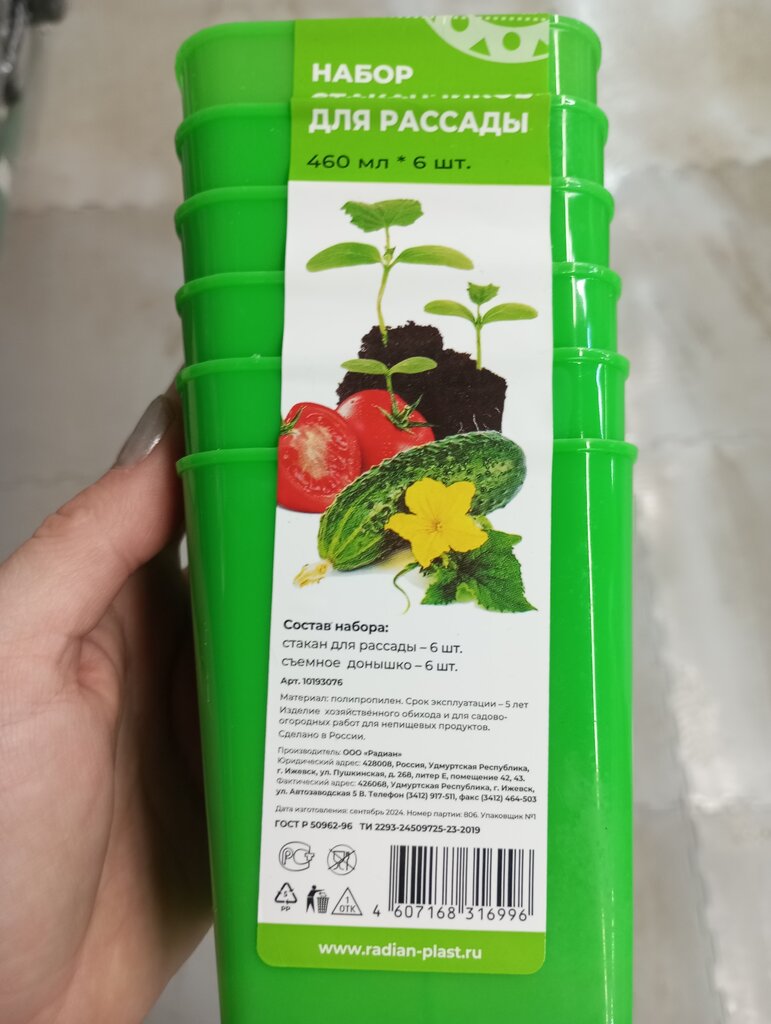 НАБОР
ДЛЯ РАССАДЫ
460 мл * 6 шт.
Состав набора:
стакан для рассады – 6 шт.
съемное донышко – 6 шт.
Арт. 10193076
Материал: полипропилен. Срок эксплуатации – 5 лет
Изделие хозяйственного обихода и для садово-
огородных работ для непищевых продуктов.
Сделано в России.
Производитель: ООО «Радиан»
Юридический адрес: 428008, Россия, Удмуртская Республика,
г. Ижевск, ул. Пушкинская, д. 268, литер Е, помещение 42, 43.
Фактический адрес: 426068, Удмуртская Республика, г. Ижевск,
ул. Автозаводская 5 В. Телефон (3412) 917-511, факс (3412) 464-503
Дата изготовления: сентябрь 2024. Номер партии: 806. Упаковщик №1
ГОСТ Р 50962-96 ТИ 2293-24509725-23-2019
РСТ
5
PP
1
ОТК
4 607168 316996
www.radian-plast.ru